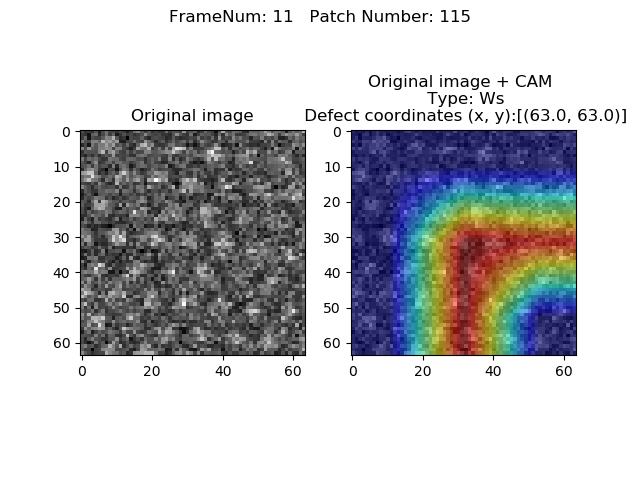 FrameNum: 11   Patch Number: 115
Original image
Original image + CAM
Type: Ws
Defect coordinates (x, y):[(63.0, 63.0)]
0
10
20
30
40
50
60
0 20 40 60
0
10
20
30
40
50
60
0 20 40 60